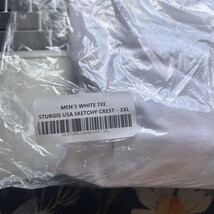 MEN'S WHITE TEE
STURGIS USA SKETCHY CREST - 3XL